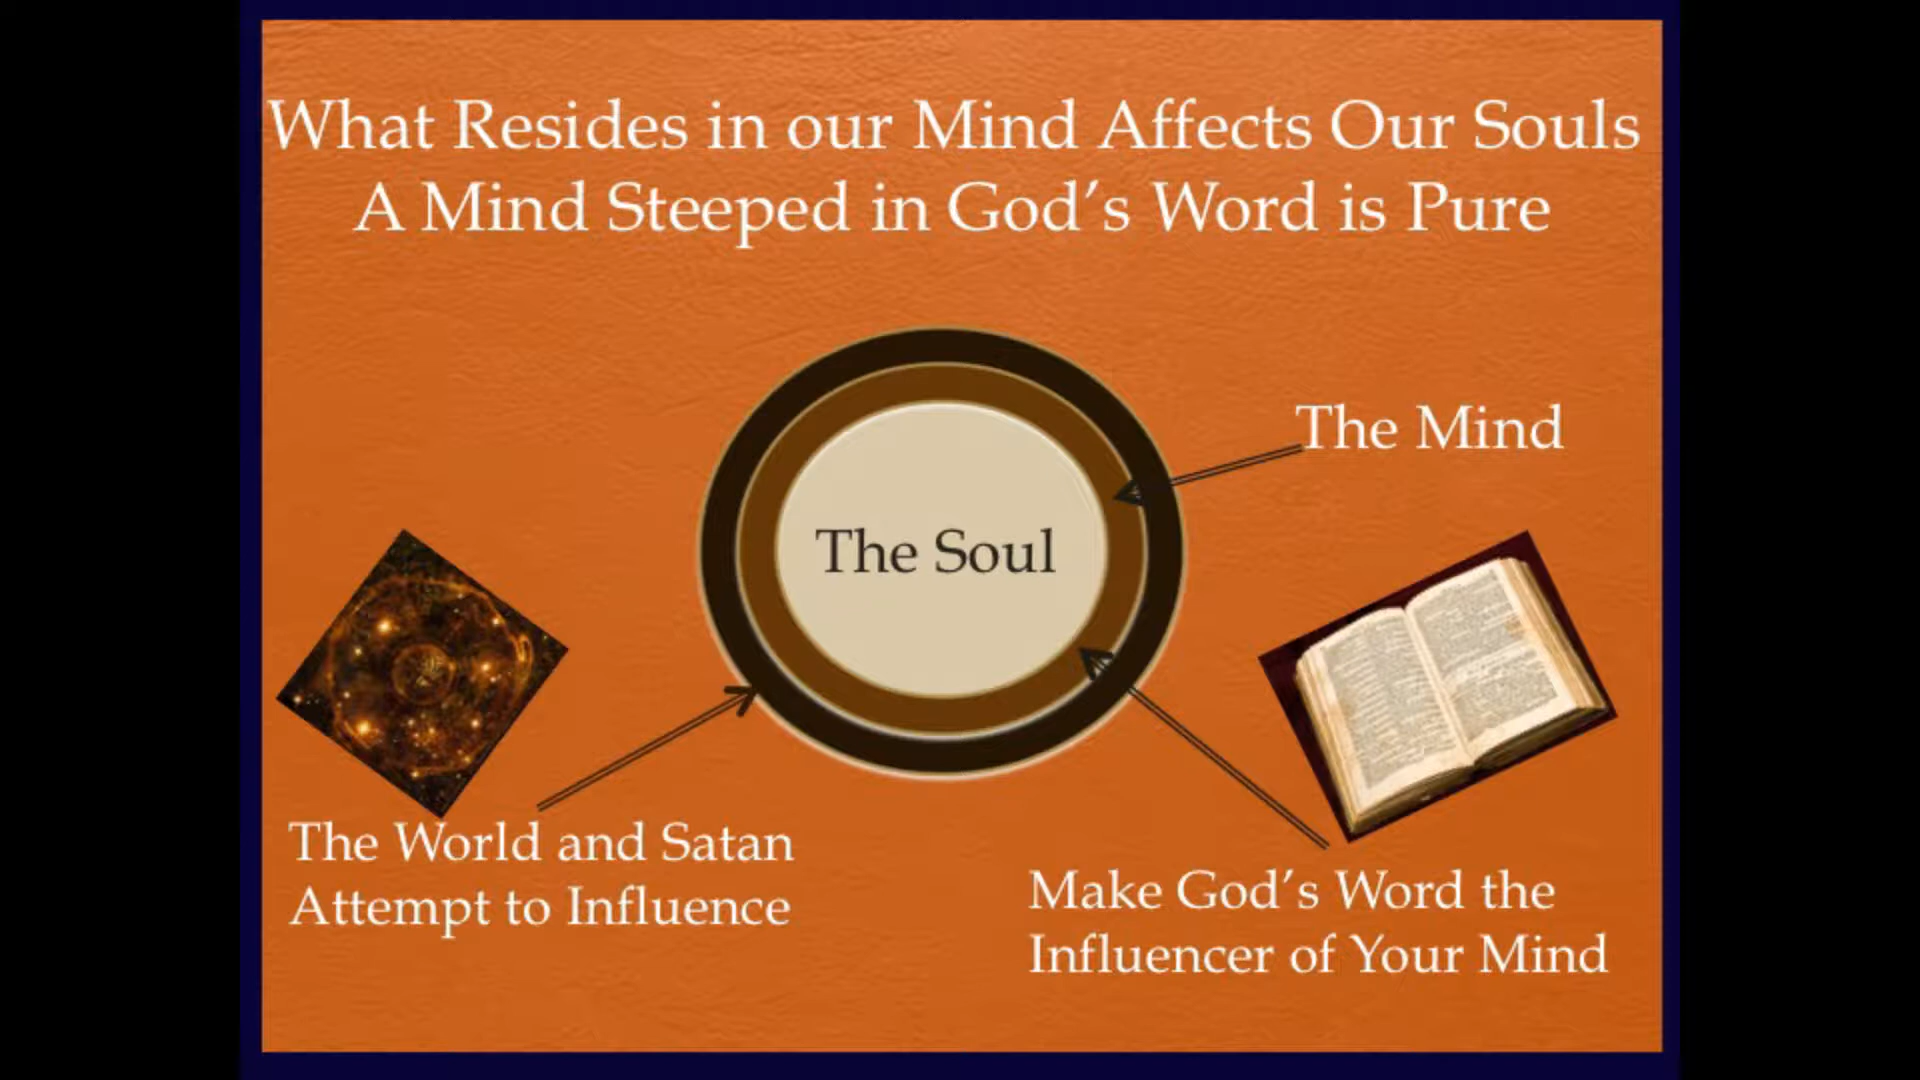 What Resides in our Mind Affects Our Souls
A Mind Steeped in God's Word is Pure
The Mind
The Soul
The World and Satan
Attempt to Influence
Make God's Word the
Influencer of Your Mind